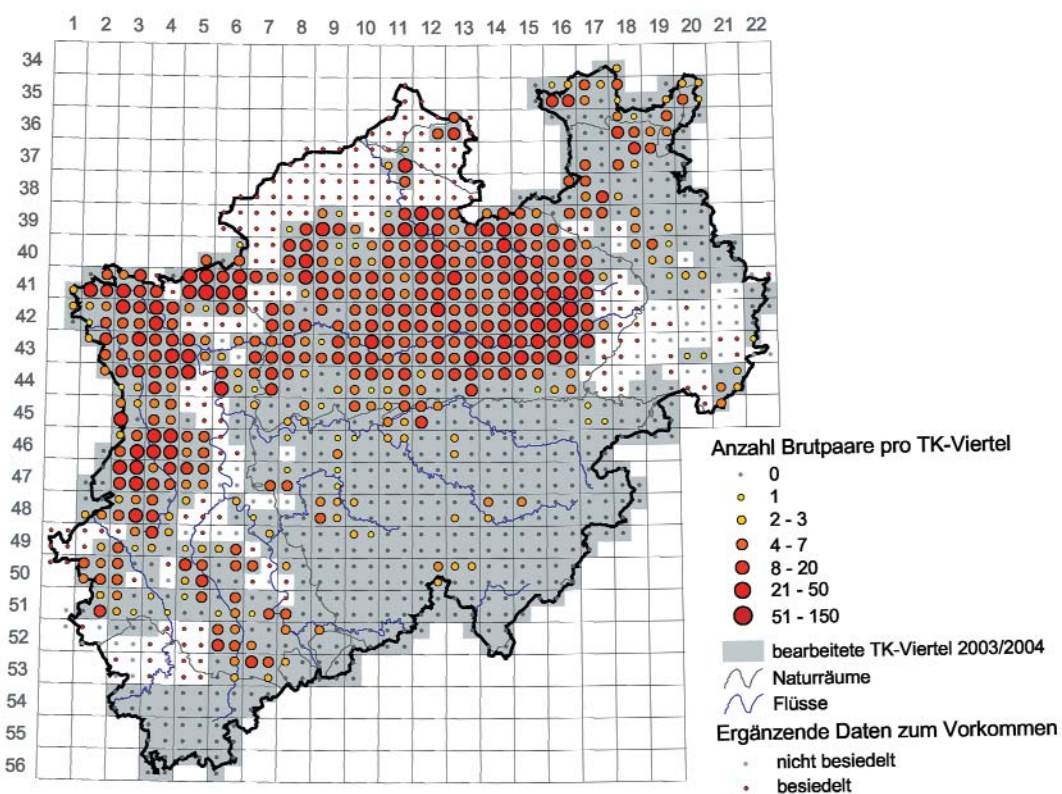 1 2 3 4 5 6 7 8 9 10 11 12 13 14 15 16 17 18 19 20 21 22
34
35
36
37
38
39
40
41
42
43
44
45
46
47
48
49
50
51
52
53
54
55
56
Anzahl Brutpaare pro TK-Viertel
0
1
2 - 3
4 - 7
8 - 20
21 - 50
51 - 150
bearbeitete TK-Viertel 2003/2004
Naturräume
Flüsse
Ergänzende Daten zum Vorkommen
nicht besiedelt
besiedelt